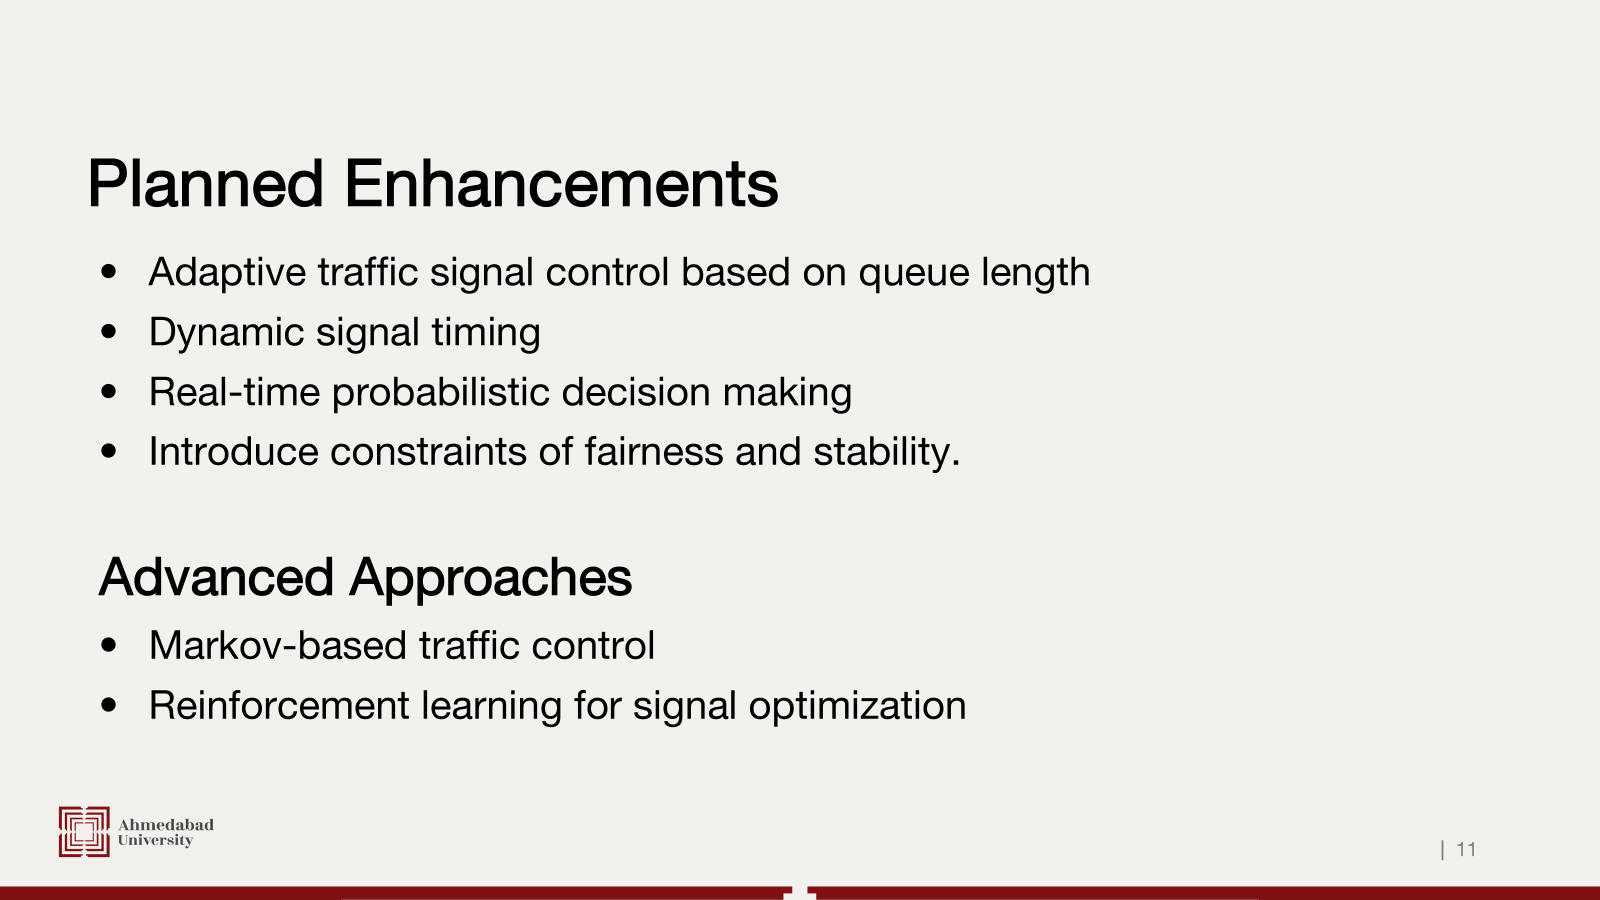 Planned Enhancements
• Adaptive traffic signal control based on queue length
• Dynamic signal timing
• Real-time probabilistic decision making
• Introduce constraints of fairness and stability.
Advanced Approaches
• Markov-based traffic control
• Reinforcement learning for signal optimization
Ahmedabad
University
| 11